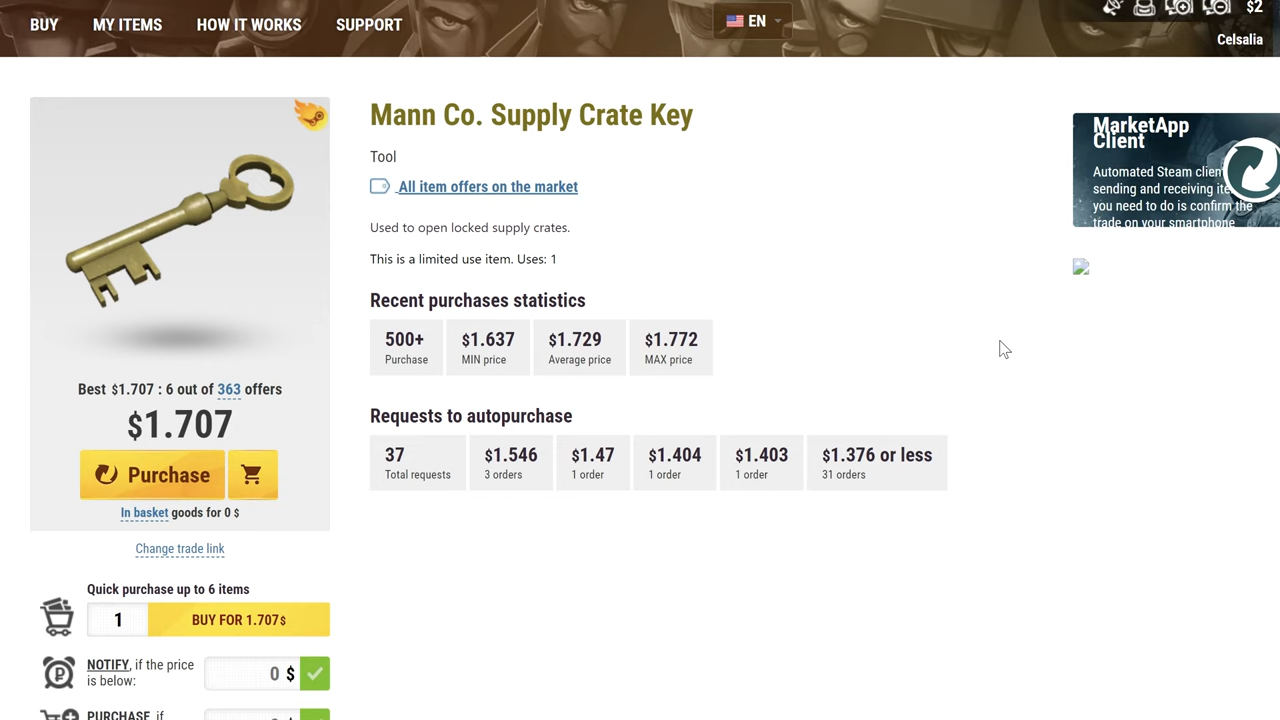 BUY MY ITEMS HOW IT WORKS SUPPORT EN $2
Celsalia
Mann Co. Supply Crate Key
Tool
All item offers on the market
Used to open locked supply crates.
This is a limited use item. Uses: 1
Recent purchases statistics
500+ $1.637 $1.729 $1.772
Purchase MIN price Average price MAX price
Requests to autopurchase
37 $1.546 $1.47 $1.404 $1.403 $1.376 or less
Total requests 3 orders 1 order 1 order 1 order 31 orders
Best $1.707 : 6 out of 363 offers
$1.707
Purchase
In basket goods for 0 $
Change trade link
Quick purchase up to 6 items
1 BUY FOR 1.707$
NOTIFY, if the price
is below:
0 $
PURCHASE, if
MarketApp
Client
Automated Steam client
sending and receiving
you need to do is confirm the
trade on your smartphone